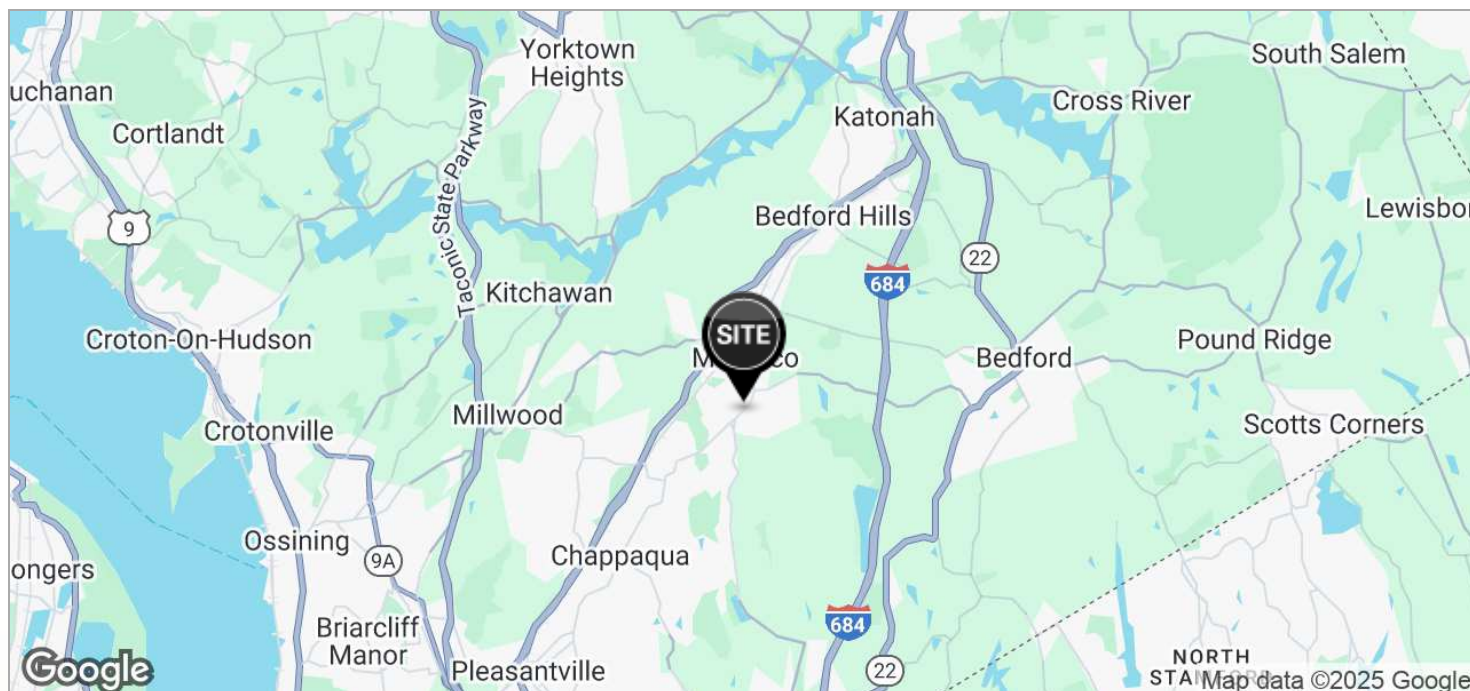 Yorktown
Heights
South Salem
uchanan
Cross River
Cortlandt
Katonah
Taconic State Parkway
Bedford Hills
Lewisbor
9
22
684
Kitchawan
SITE
Croton-On-Hudson
Bedford
Pound Ridge
Millwood
Crotonville
Scotts Corners
Ossining
9A
Chappaqua
ongers
684
Briarcliff
Manor
Pleasantville
22
NORTH
Google
Map data ©2025 Google